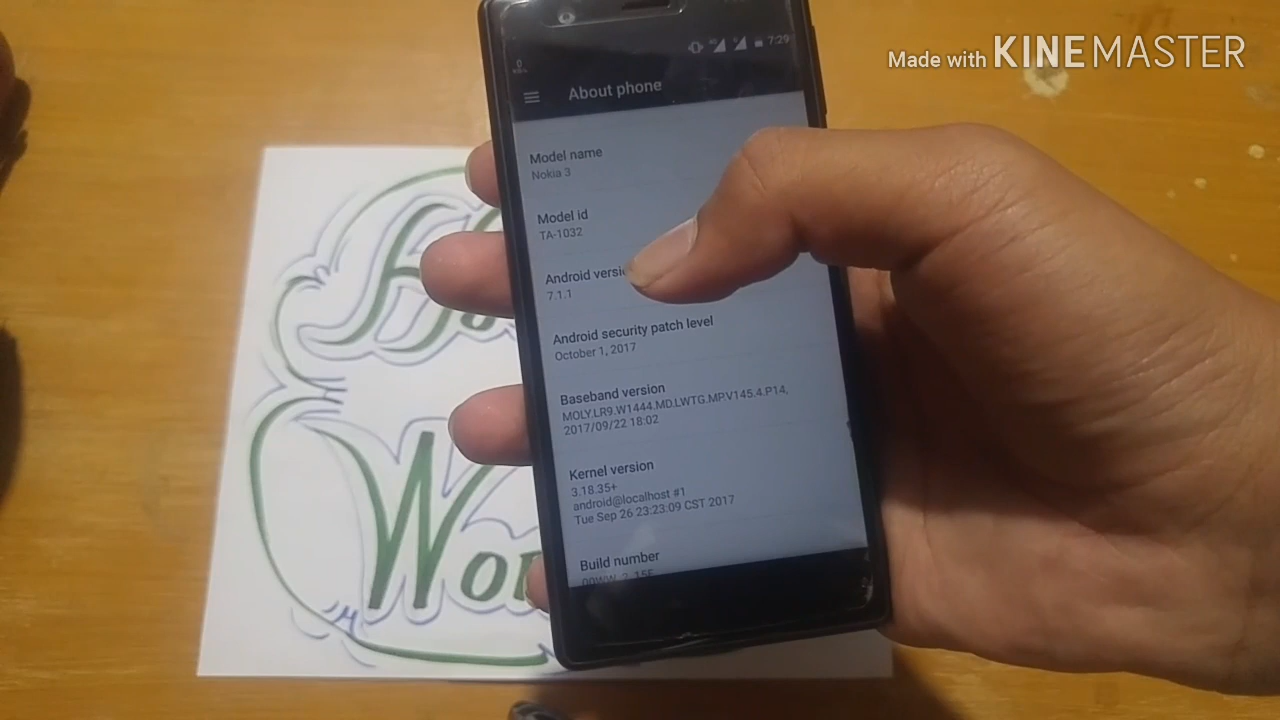 Made with KINEMASTER
7:29
0
About phone
Model name
Nokia 3
Model id
TA-1032
Android
7.1.1
Android security patch level
October 1, 2017
Baseband version
MOLY.LR9.W1444.MD.LWTG.MPV145.4.P14,
2017/09/22 18:02
Kernel version
3.18.35+
android@localhost #1
Tue Sep 26 23:23:09 CST 2017
Build number